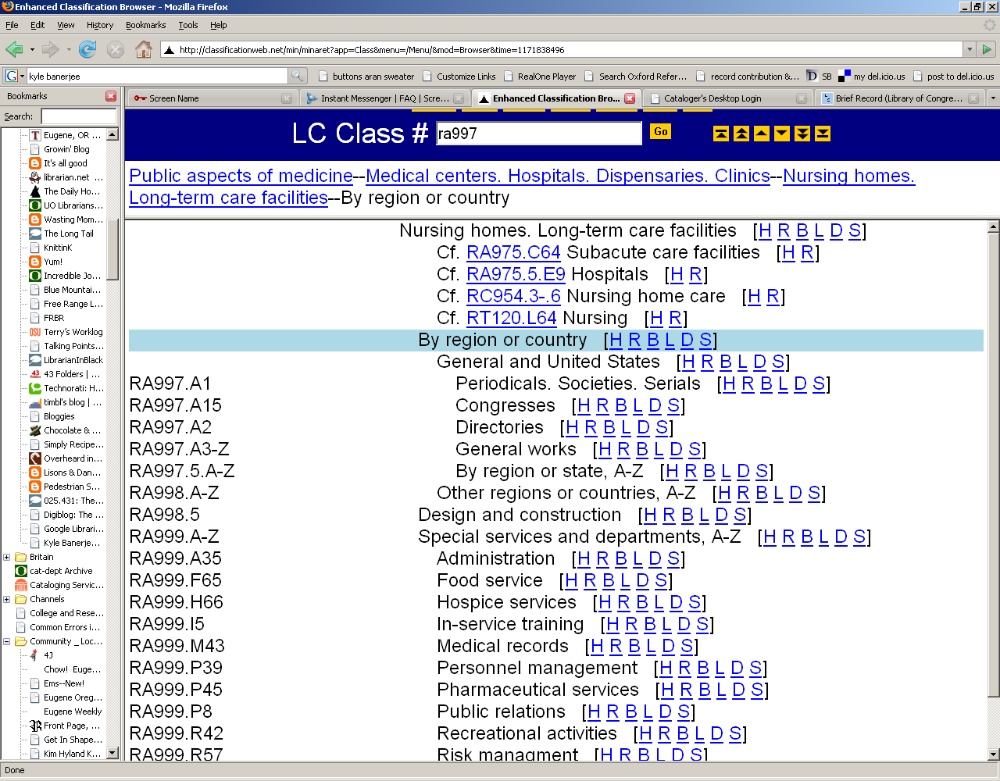 Enhanced Classification Browser - Mozilla Firefox
File Edit View History Bookmarks Tools Help
http://classificationweb.net/min/minaret?app=Class&menu=/Menu/&mod=Browser&time=1171838496
kyle banerjee
buttons aran sweater Customize Links RealOne Player Search Oxford Refer... record contribution &... SB my del.icio.us post to del.icio.us
Bookmarks
Screen Name Instant Messenger | FAQ | Scre... Enhanced Classification Bro... Cataloger's Desktop Login Brief Record (Library of Congre...
Search:
Eugene, OR ...
Growin' Blog
It's all good
librarian.net ...
The Daily Ho...
UO Librarians...
Wasting Mom...
The Long Tail
KnittinK
Yum!
Incredible Jo...
Blue Mountai...
Free Range L...
FRBR
Terry's Worklog
Talking Points...
LibrarianInBlack
43 Folders | ...
Technorati: H...
timbl's blog | ...
Bloggies
Chocolate & ...
Simply Recipe...
Overheard in...
Lisons & Dan...
Pedestrian S...
025.431: The...
Digiblog: The ...
Google Librari...
Kyle Banerje...
Britain
cat-dept Archive
Cataloging Servic...
Channels
College and Rese...
Common Errors i...
Community _ Loc...
4J
Chow! Euge...
Ems--New!
Eugene Oreg...
Eugene Weekly
Front Page, ...
Get In Shape...
Kim Hyland K...
LC Class # ra997 Go
Public aspects of medicine--Medical centers. Hospitals. Dispensaries. Clinics--Nursing homes.
Long-term care facilities--By region or country
Nursing homes. Long-term care facilities [H R B L D S]
Cf. RA975.C64 Subacute care facilities [H R]
Cf. RA975.5.E9 Hospitals [H R]
Cf. RC954.3-.6 Nursing home care [H R]
Cf. RT120.L64 Nursing [H R]
By region or country [H R B L D S]
General and United States [H R B L D S]
RA997.A1 Periodicals. Societies. Serials [H R B L D S]
RA997.A15 Congresses [H R B L D S]
RA997.A2 Directories [H R B L D S]
RA997.A3-Z General works [H R B L D S]
RA997.5.A-Z By region or state, A-Z [H R B L D S]
RA998.A-Z Other regions or countries, A-Z [H R B L D S]
RA998.5 Design and construction [H R B L D S]
RA999.A-Z Special services and departments, A-Z [H R B L D S]
RA999.A35 Administration [H R B L D S]
RA999.F65 Food service [H R B L D S]
RA999.H66 Hospice services [H R B L D S]
RA999.I5 In-service training [H R B L D S]
RA999.M43 Medical records [H R B L D S]
RA999.P39 Personnel management [H R B L D S]
RA999.P45 Pharmaceutical services [H R B L D S]
RA999.P8 Public relations [H R B L D S]
RA999.R42 Recreational activities [H R B L D S]
RA999.R57 Risk managment [H R B L D S]
Done